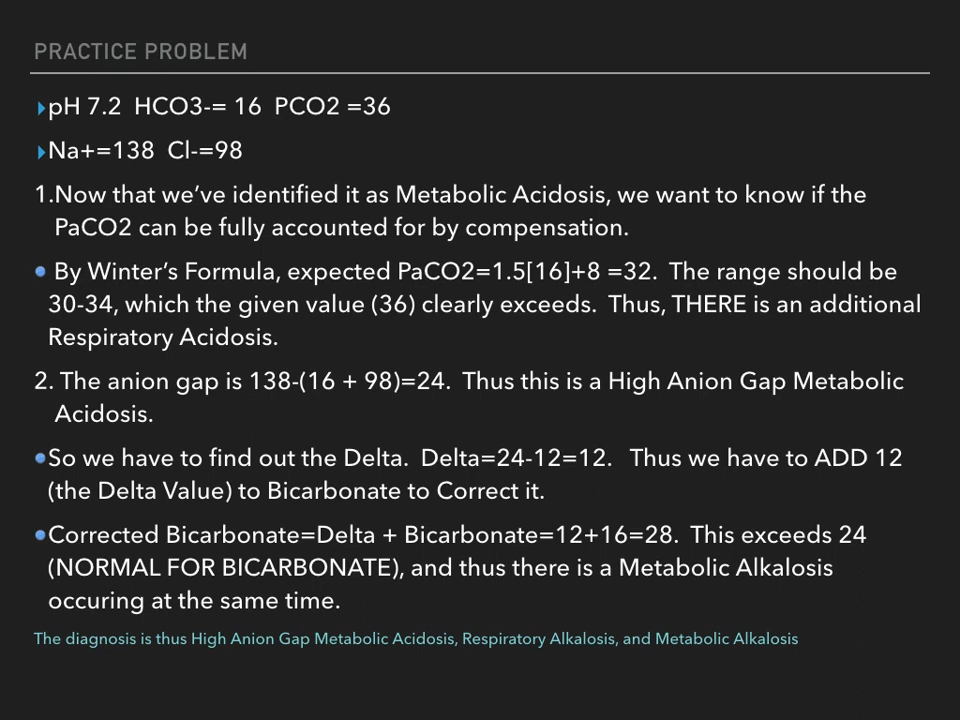 PRACTICE PROBLEM
pH 7.2 HCO3-= 16 PCO2 =36
Na+=138 Cl-=98
1.Now that we’ve identified it as Metabolic Acidosis, we want to know if the
PaCO2 can be fully accounted for by compensation.
By Winter’s Formula, expected PaCO2=1.5[16]+8 =32. The range should be
30-34, which the given value (36) clearly exceeds. Thus, THERE is an additional
Respiratory Acidosis.
2. The anion gap is 138-(16 + 98)=24. Thus this is a High Anion Gap Metabolic
Acidosis.
So we have to find out the Delta. Delta=24-12=12. Thus we have to ADD 12
(the Delta Value) to Bicarbonate to Correct it.
Corrected Bicarbonate=Delta + Bicarbonate=12+16=28. This exceeds 24
(NORMAL FOR BICARBONATE), and thus there is a Metabolic Alkalosis
occuring at the same time.
The diagnosis is thus High Anion Gap Metabolic Acidosis, Respiratory Alkalosis, and Metabolic Alkalosis